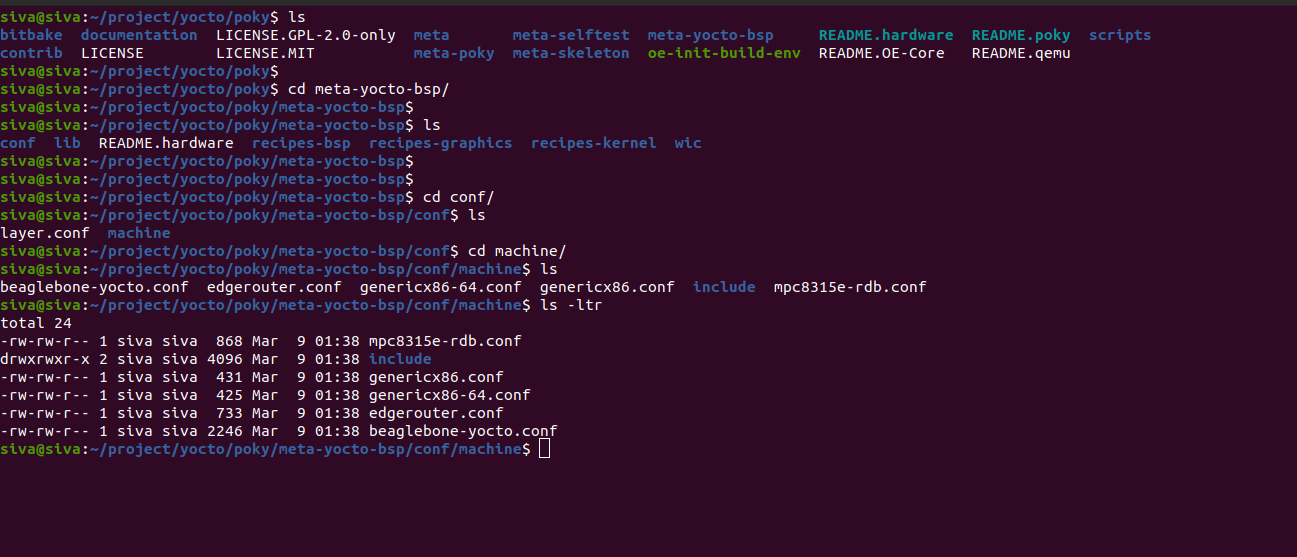 siva@siva:~/project/yocto/poky$ ls
bitbake  documentation  LICENSE.GPL-2.0-only  meta       meta-selftest  meta-yocto-bsp     README.hardware  README.poky  scripts
contrib  LICENSE        LICENSE.MIT           meta-poky  meta-skeleton  oe-init-build-env  README.OE-Core   README.qemu
siva@siva:~/project/yocto/poky$
siva@siva:~/project/yocto/poky$ cd meta-yocto-bsp/
siva@siva:~/project/yocto/poky/meta-yocto-bsp$
siva@siva:~/project/yocto/poky/meta-yocto-bsp$ ls
conf  lib  README.hardware  recipes-bsp  recipes-graphics  recipes-kernel  wic
siva@siva:~/project/yocto/poky/meta-yocto-bsp$
siva@siva:~/project/yocto/poky/meta-yocto-bsp$
siva@siva:~/project/yocto/poky/meta-yocto-bsp$ cd conf/
siva@siva:~/project/yocto/poky/meta-yocto-bsp/conf$ ls
layer.conf  machine
siva@siva:~/project/yocto/poky/meta-yocto-bsp/conf$ cd machine/
siva@siva:~/project/yocto/poky/meta-yocto-bsp/conf/machine$ ls
beaglebone-yocto.conf  edgerouter.conf  genericx86-64.conf  genericx86.conf  include  mpc8315e-rdb.conf
siva@siva:~/project/yocto/poky/meta-yocto-bsp/conf/machine$ ls -ltr
total 24
-rw-rw-r-- 1 siva siva  868 Mar  9 01:38 mpc8315e-rdb.conf
drwxrwxr-x 2 siva siva 4096 Mar  9 01:38 include
-rw-rw-r-- 1 siva siva  431 Mar  9 01:38 genericx86.conf
-rw-rw-r-- 1 siva siva  425 Mar  9 01:38 genericx86-64.conf
-rw-rw-r-- 1 siva siva  733 Mar  9 01:38 edgerouter.conf
-rw-rw-r-- 1 siva siva 2246 Mar  9 01:38 beaglebone-yocto.conf
siva@siva:~/project/yocto/poky/meta-yocto-bsp/conf/machine$